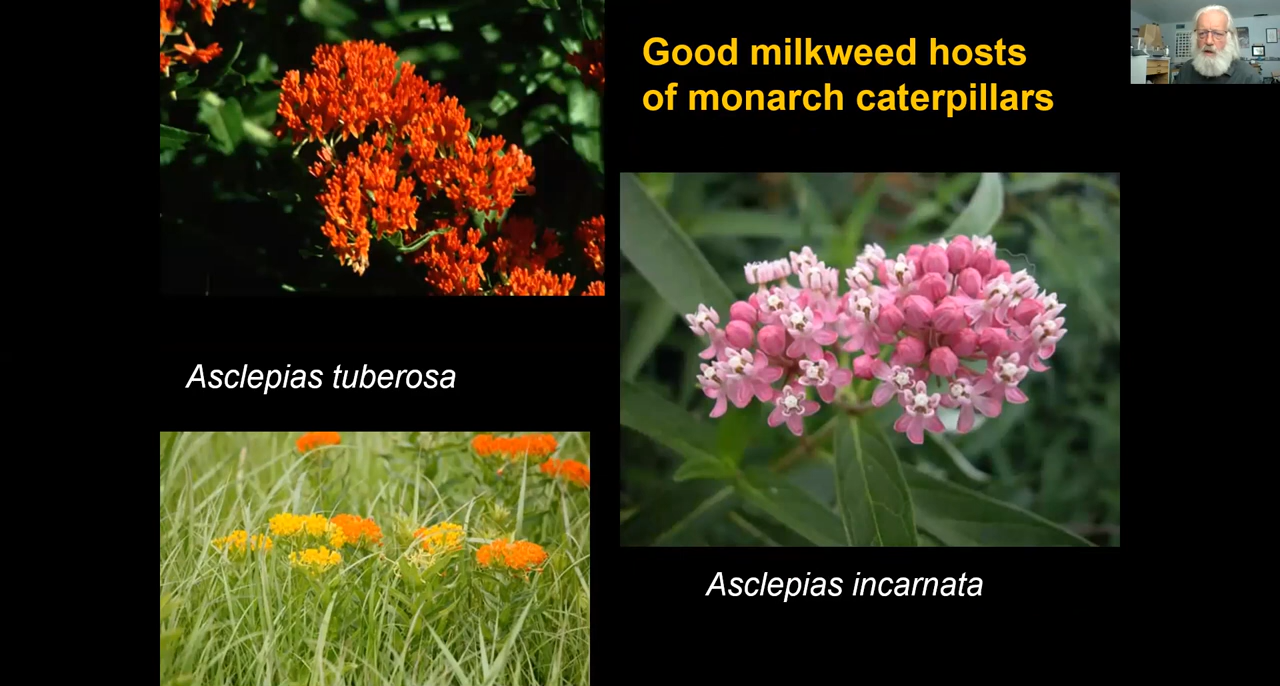 Good milkweed hosts
of monarch caterpillars
Asclepias tuberosa
Asclepias incarnata